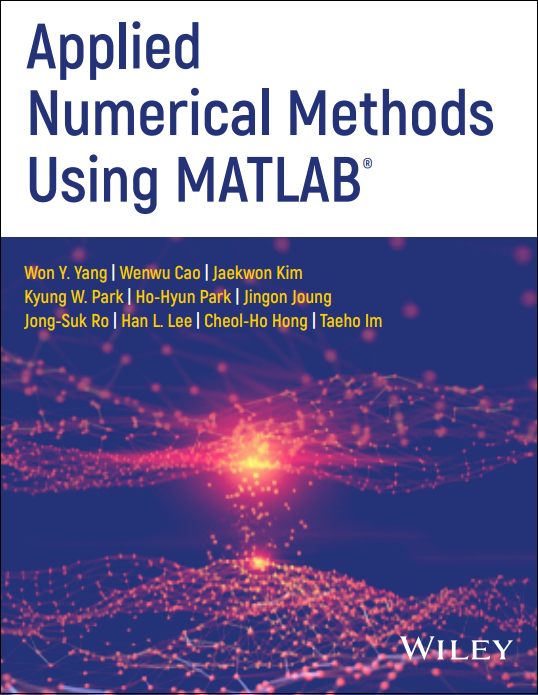 Applied
Numerical Methods
Using MATLAB®
Won Y. Yang | Wenwu Cao | Jaekwon Kim
Kyung W. Park | Ho-Hyun Park | Jingon Joung
Jong-Suk Ro | Han L. Lee | Cheol-Ho Hong | Taeho Im
WILEY